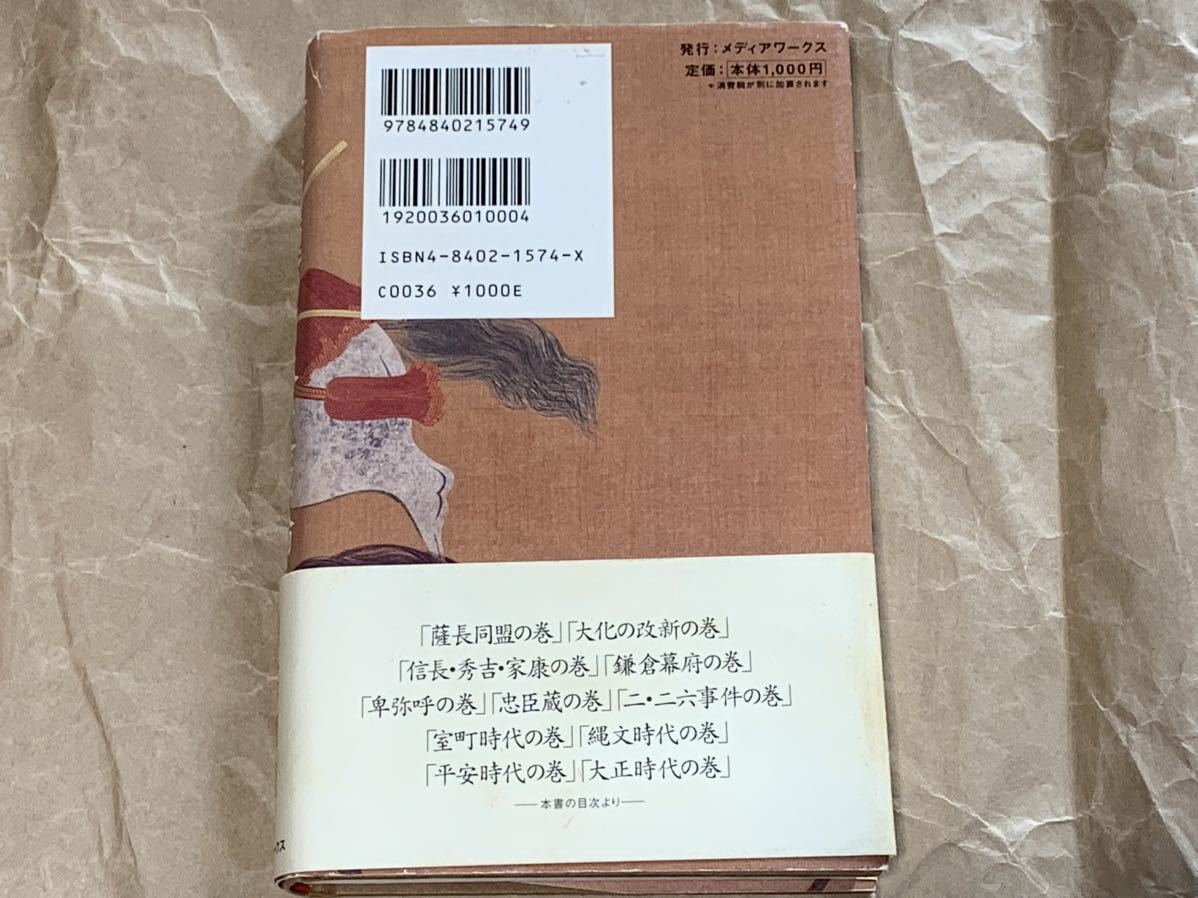 発行：メディアワークス
定価：本体1,000円
＊消費税が別に加算されます
9784840215749
1920036010004
ISBN4-8402-1574-X
C0036 ¥1000E
「薩長同盟の巻」「大化の改新の巻」
「信長・秀吉・家康の巻」「鎌倉幕府の巻」
「卑弥呼の巻」「忠臣蔵の巻」「二・二六事件の巻」
「室町時代の巻」「縄文時代の巻」
「平安時代の巻」「大正時代の巻」
——本書の目次より——
クス